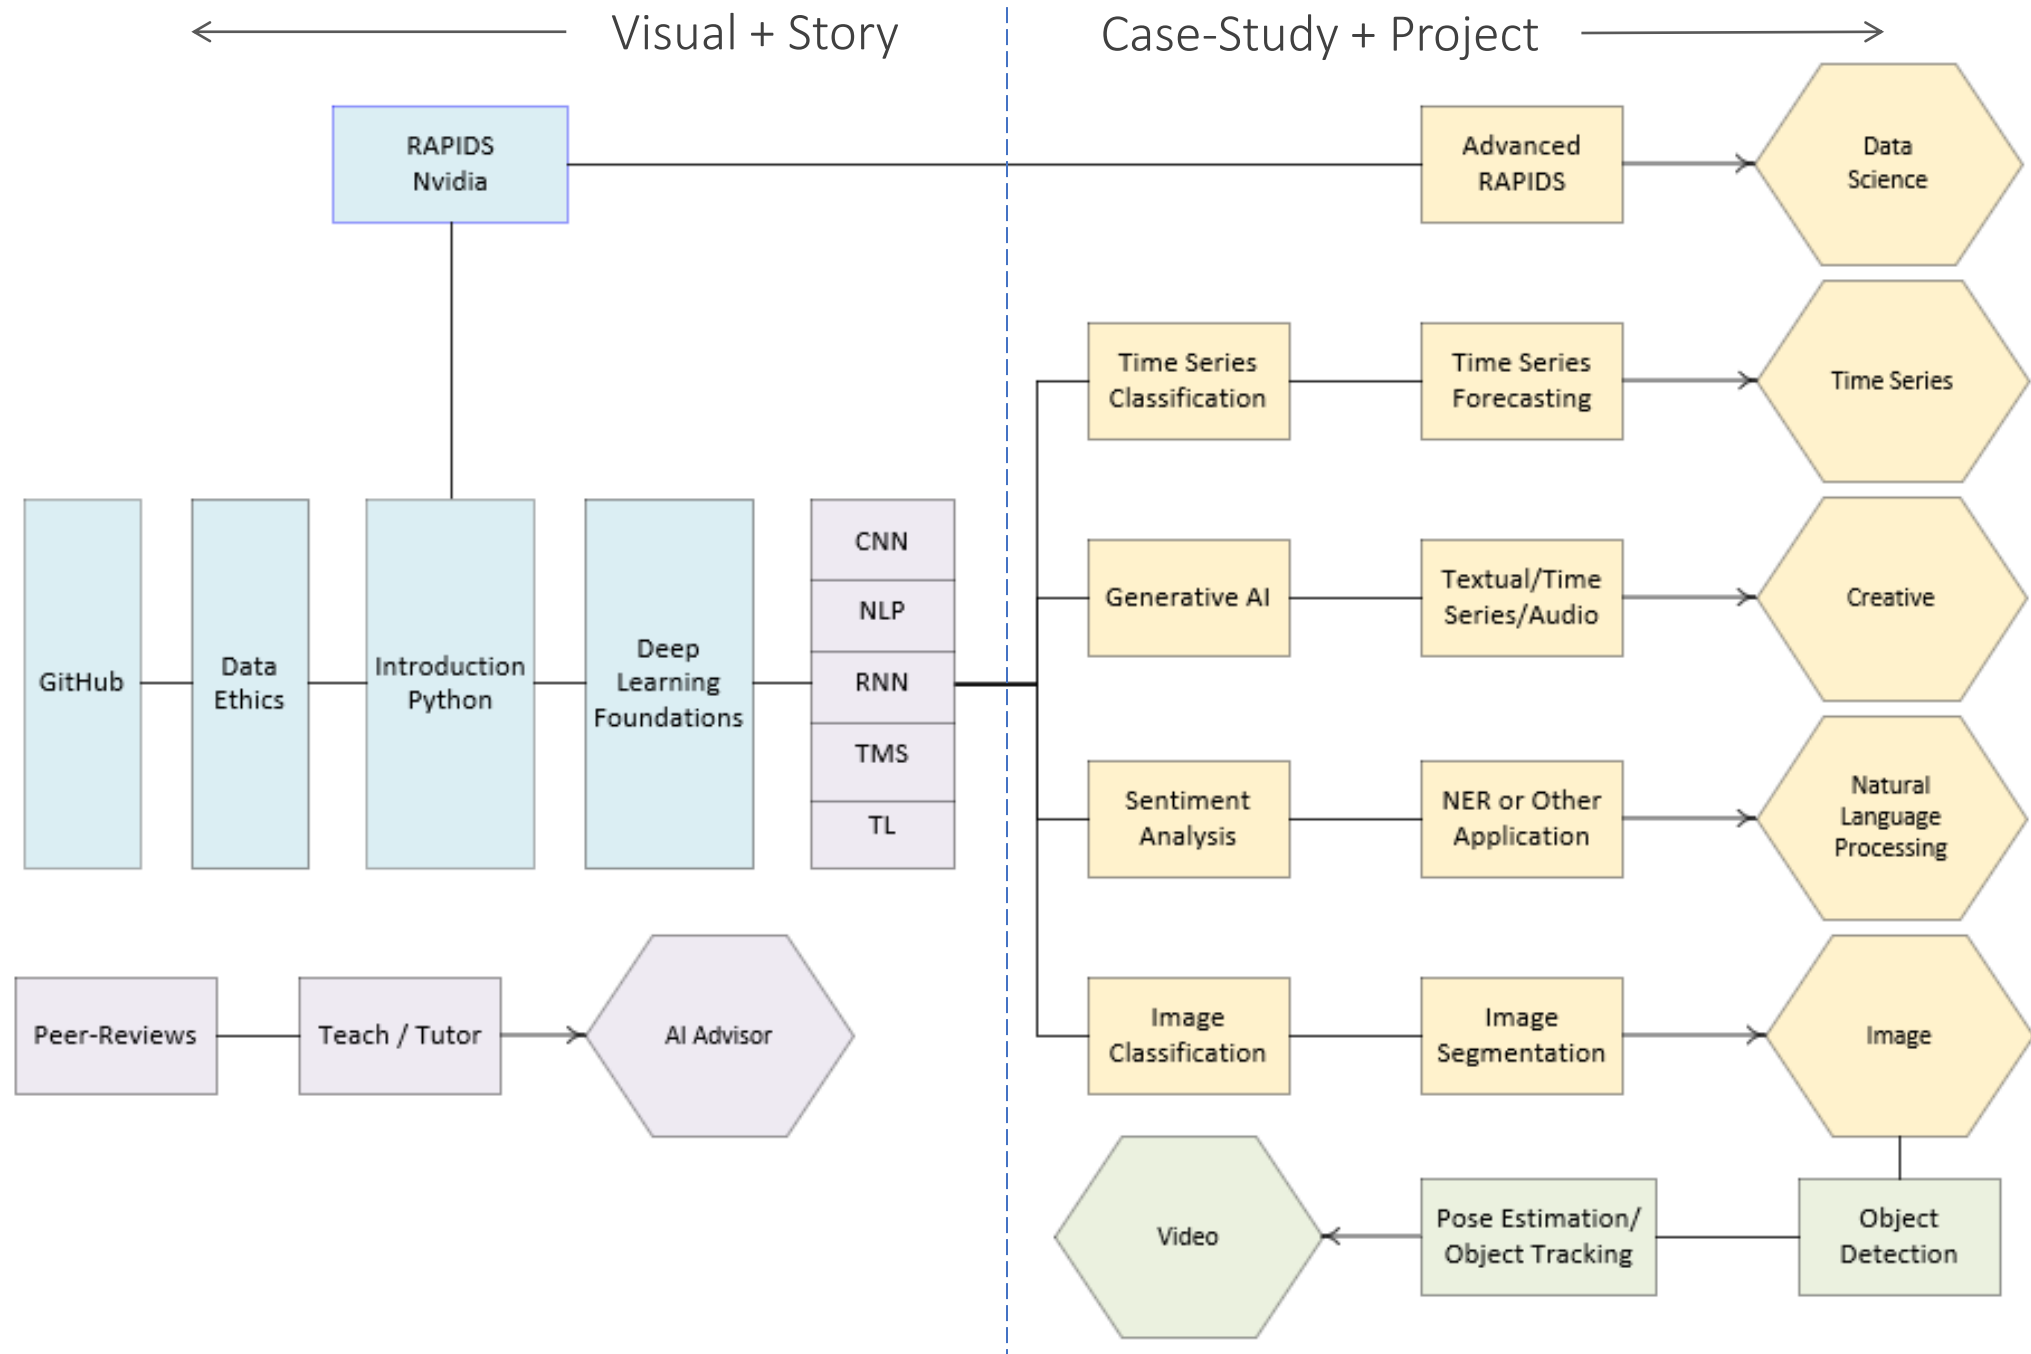 Visual + Story
Case-Study + Project
RAPIDS
Nvidia
Advanced
RAPIDS
Data
Science
Time Series
Classification
Time Series
Forecasting
Time Series
GitHub
Data
Ethics
Introduction
Python
Deep
Learning
Foundations
CNN
NLP
RNN
TMS
TL
Generative AI
Textual/Time
Series/Audio
Creative
Sentiment
Analysis
NER or Other
Application
Natural
Language
Processing
Peer-Reviews
Teach / Tutor
AI Advisor
Image
Classification
Image
Segmentation
Image
Video
Pose Estimation/
Object Tracking
Object
Detection